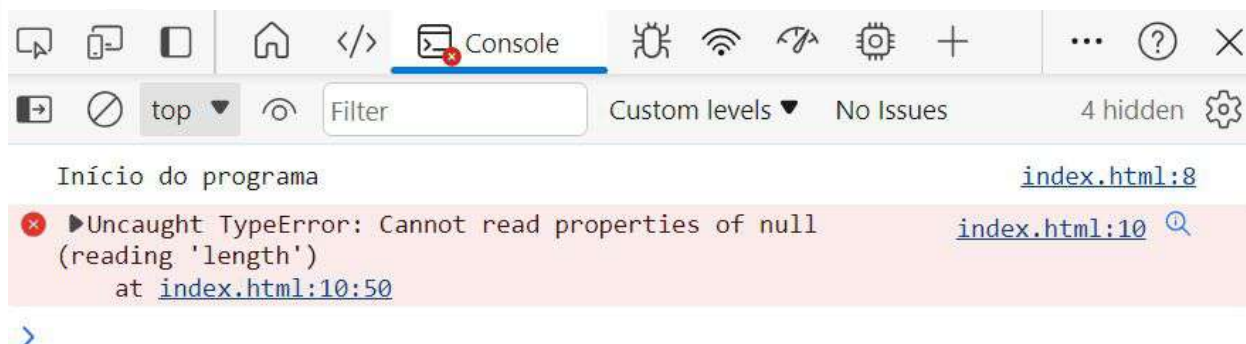 Console
top Filter Custom levels No Issues 4 hidden
Início do programa index.html:8
Uncaught TypeError: Cannot read properties of null index.html:10
(reading 'length')
at index.html:10:50